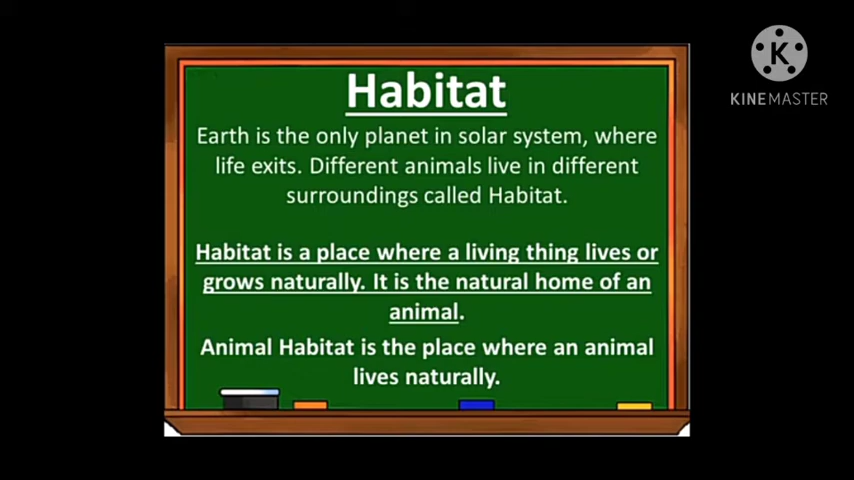 Habitat
Earth is the only planet in solar system, where
life exits. Different animals live in different
surroundings called Habitat.
Habitat is a place where a living thing lives or
grows naturally. It is the natural home of an
animal.
Animal Habitat is the place where an animal
lives naturally.
K
KINEMASTER